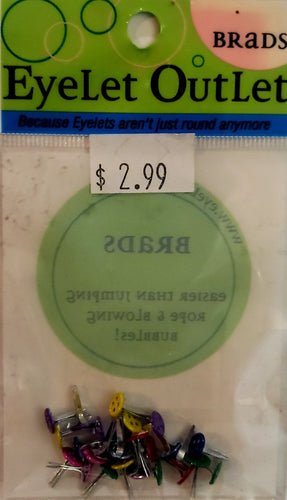 BRADS
EYELET OUTLET
Because Eyelets aren't just round anymore
$ 2.99
BRADS
EASIER THAN JUMPING
ROPE & BLOWING
BUBBLES!